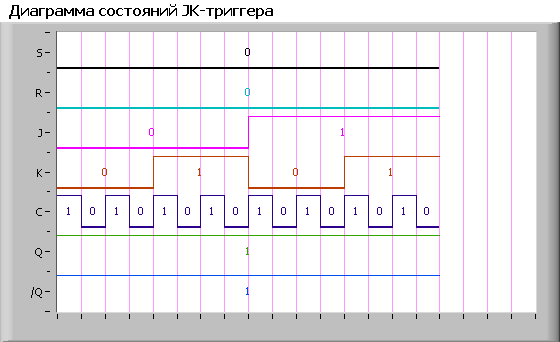 Диаграмма состояний JK-триггера
S 0
R 0
J 0 1
K 0 1 0 1
C 1 0 1 0 1 0 1 0 1 0 1 0 1 0 1 0
Q 1
/Q 1